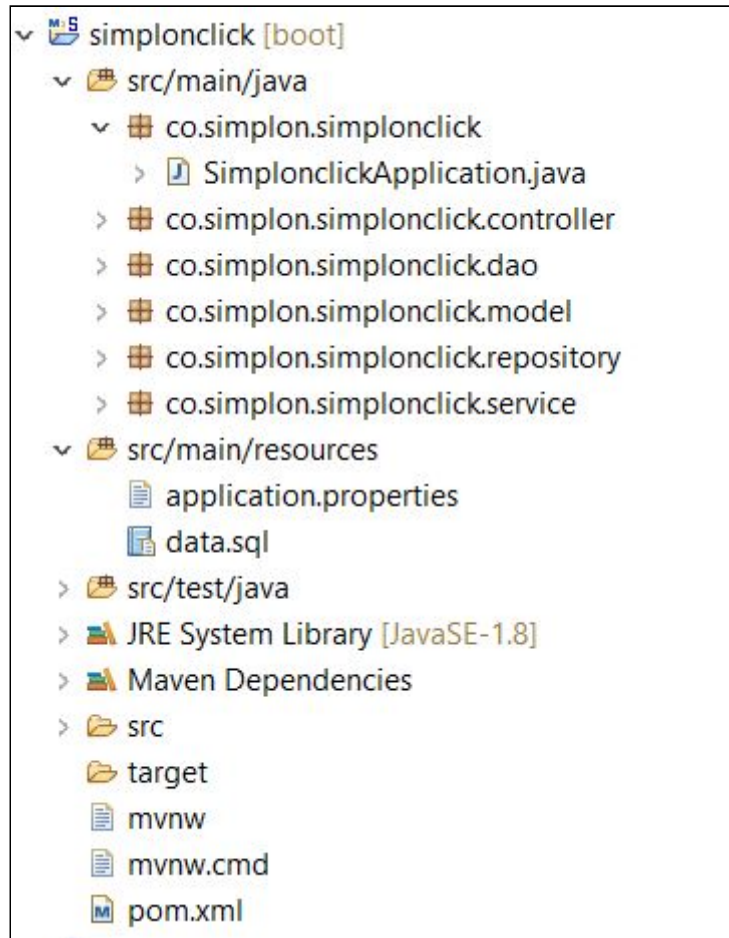 simplonclick [boot]
src/main/java
co.simplon.simplonclick
SimplonclickApplication.java
co.simplon.simplonclick.controller
co.simplon.simplonclick.dao
co.simplon.simplonclick.model
co.simplon.simplonclick.repository
co.simplon.simplonclick.service
src/main/resources
application.properties
data.sql
src/test/java
JRE System Library [JavaSE-1.8]
Maven Dependencies
src
target
mvnw
mvnw.cmd
pom.xml